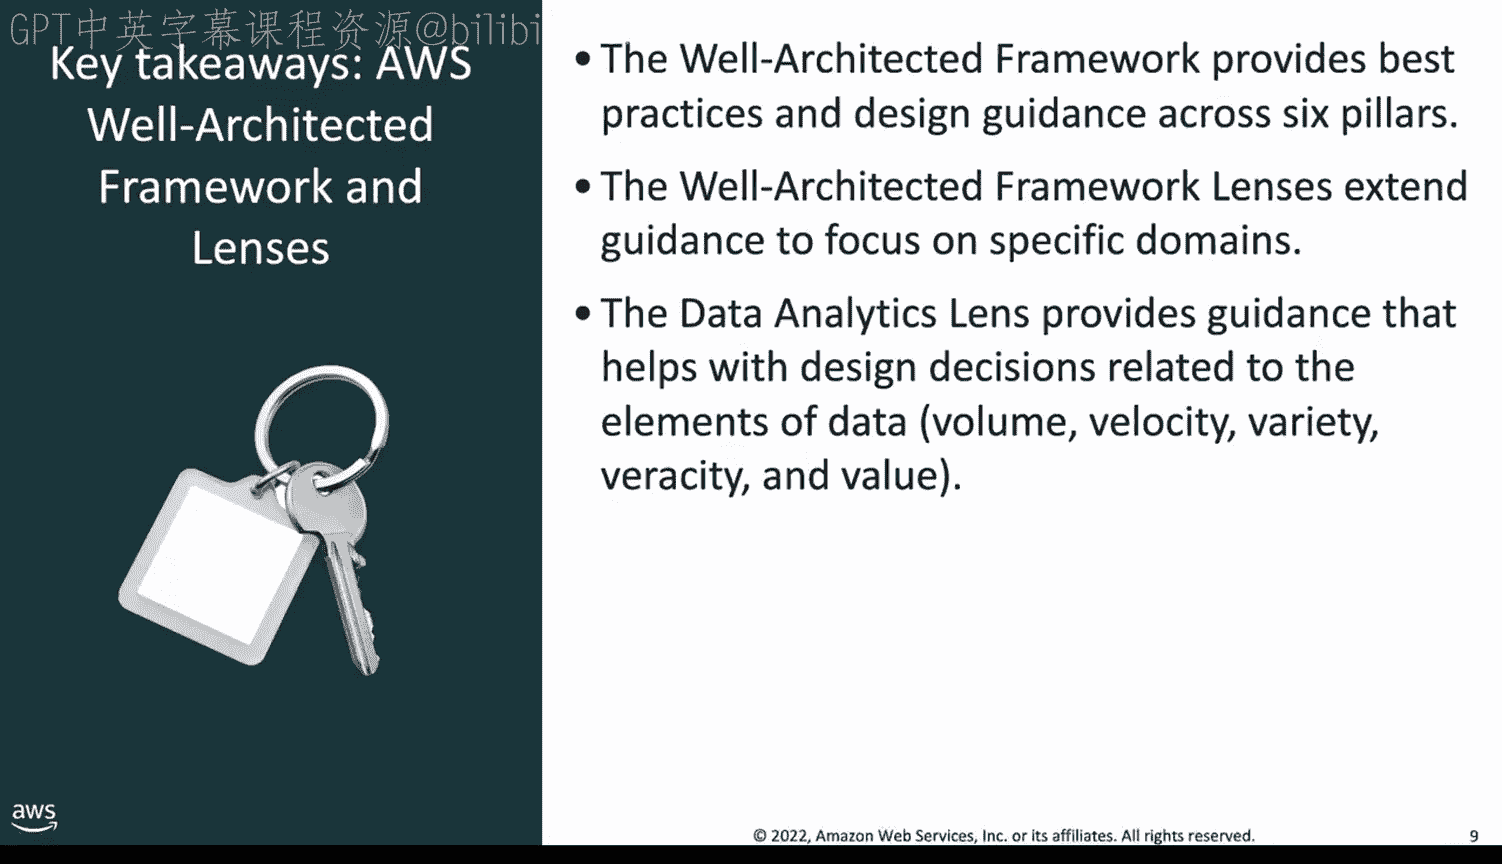 GPT中英字幕课程资源@bilibi
Key takeaways: AWS
Well-Architected
Framework and
Lenses
• The Well-Architected Framework provides best
practices and design guidance across six pillars.
• The Well-Architected Framework Lenses extend
guidance to focus on specific domains.
• The Data Analytics Lens provides guidance that
helps with design decisions related to the
elements of data (volume, velocity, variety,
veracity, and value).
aws
© 2022, Amazon Web Services, Inc. or its affiliates. All rights reserved.
9